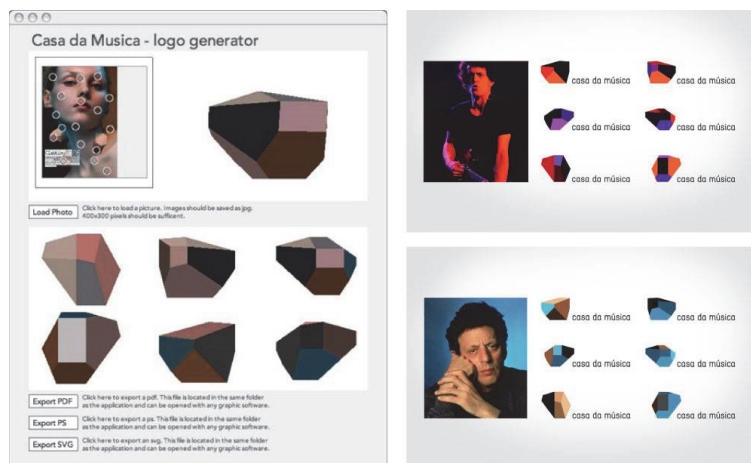 Casa da Musica - logo generator
Load Photo
Click here to load a picture. Images should be saved as jpg.
400x300 pixels should be sufficent.
Export PDF
Click here to export a pdf. This file is located in the same folder
as the application and can be opened with any graphic software.
Export PS
Click here to export a ps. This file is located in the same folder
as the application and can be opened with any graphic software.
Export SVG
Click here to export an svg. This file is located in the same folder
as the application and can be opened with any graphic software.
casa da música
casa da música
casa da música
casa da música
casa da música
casa da música
casa da música
casa da música
casa da música
casa da música
casa da música
casa da música